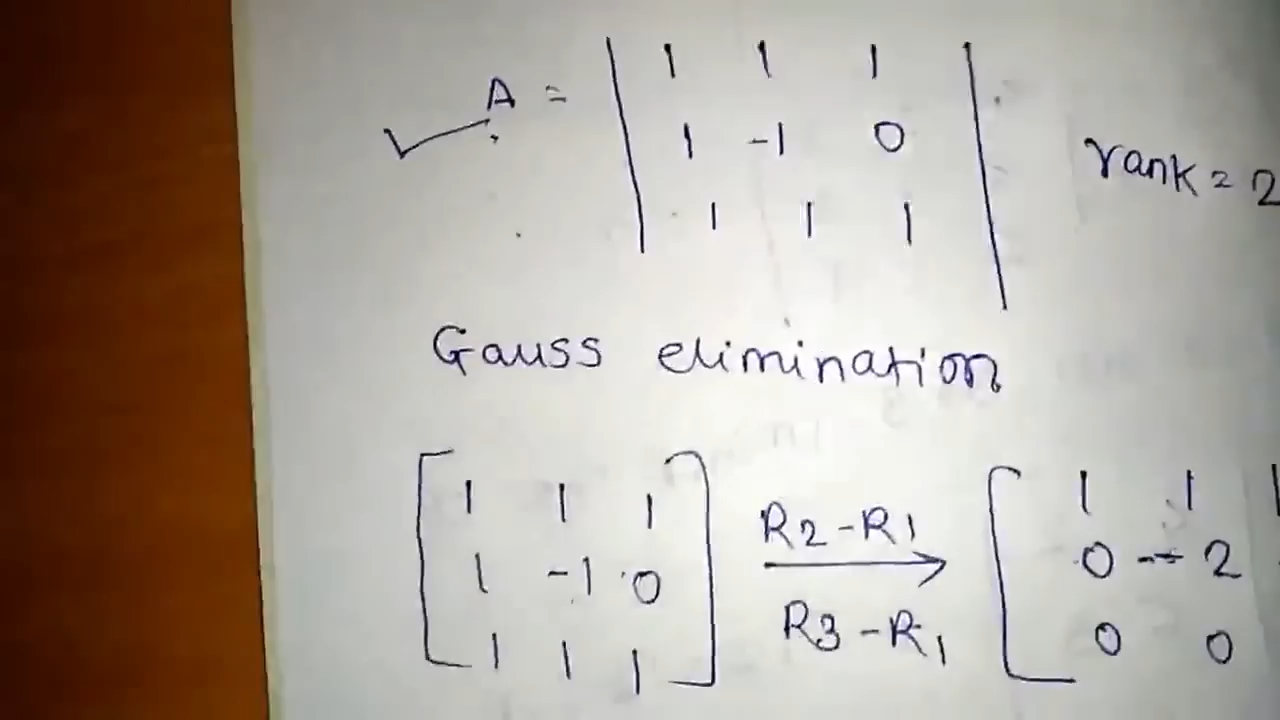 A = | 1 1 1 |
1 -1 0 rank = 2
1 1 1
Gauss elimination
[ 1 1 1 ] R2 - R1 [ 1 1 1
1 -1 0 → 0 - 2
1 1 1 R3 - R1 0 0